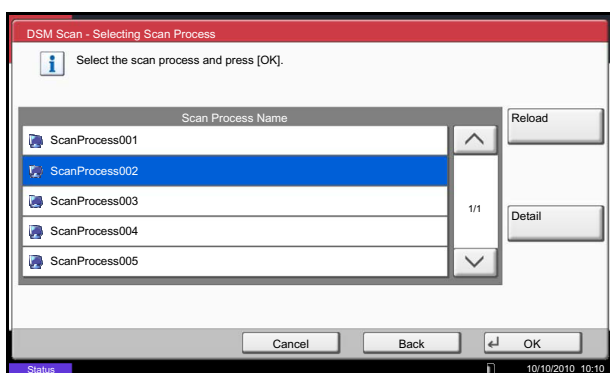 DSM Scan - Selecting Scan Process
Select the scan process and press [OK].
Scan Process Name
Reload
ScanProcess001
ScanProcess002
ScanProcess003
1/1
Detail
ScanProcess004
ScanProcess005
Cancel
Back
OK
Status
10/10/2010 10:10